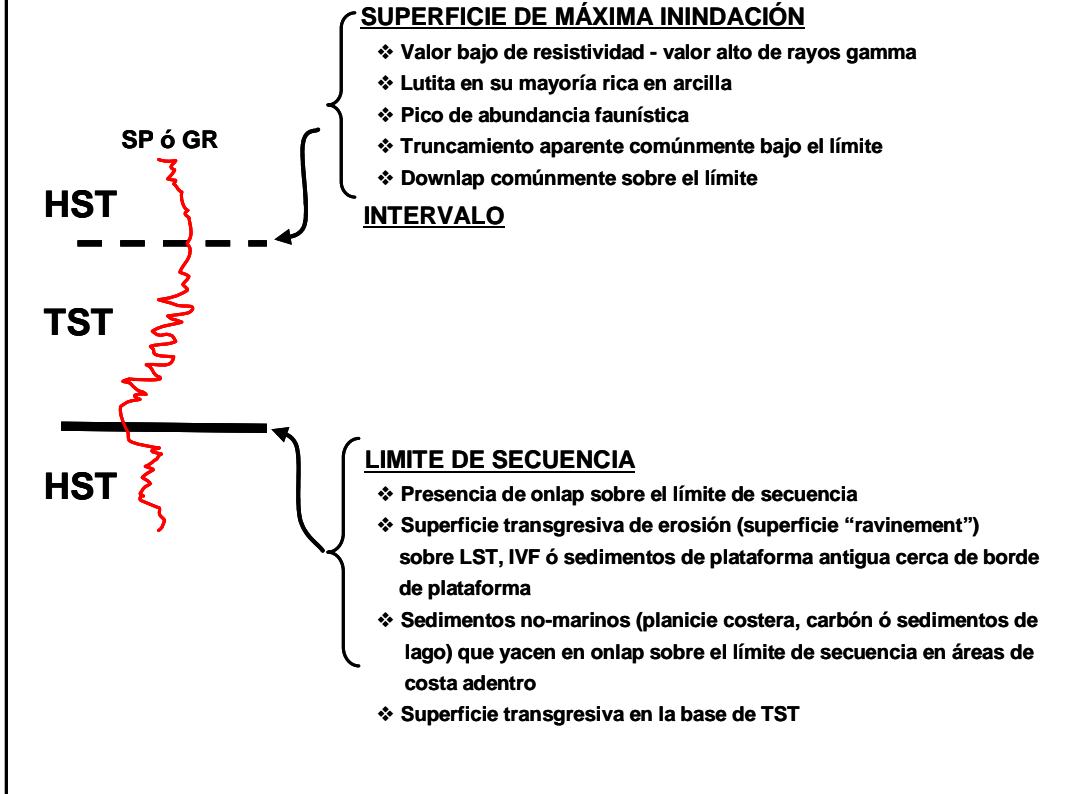 SUPERFICIE DE MÁXIMA ININDACIÓN
❖ Valor bajo de resistividad - valor alto de rayos gamma
❖ Lutita en su mayoría rica en arcilla
❖ Pico de abundancia faunística
❖ Truncamiento aparente comúnmente bajo el límite
❖ Downlap comúnmente sobre el límite
INTERVALO
SP ó GR
HST
TST
HST
LIMITE DE SECUENCIA
❖ Presencia de onlap sobre el límite de secuencia
❖ Superficie transgresiva de erosión (superficie “ravinement”)
sobre LST, IVF ó sedimentos de plataforma antigua cerca de borde
de plataforma
❖ Sedimentos no-marinos (planicie costera, carbón ó sedimentos de
lago) que yacen en onlap sobre el límite de secuencia en áreas de
costa adentro
❖ Superficie transgresiva en la base de TST